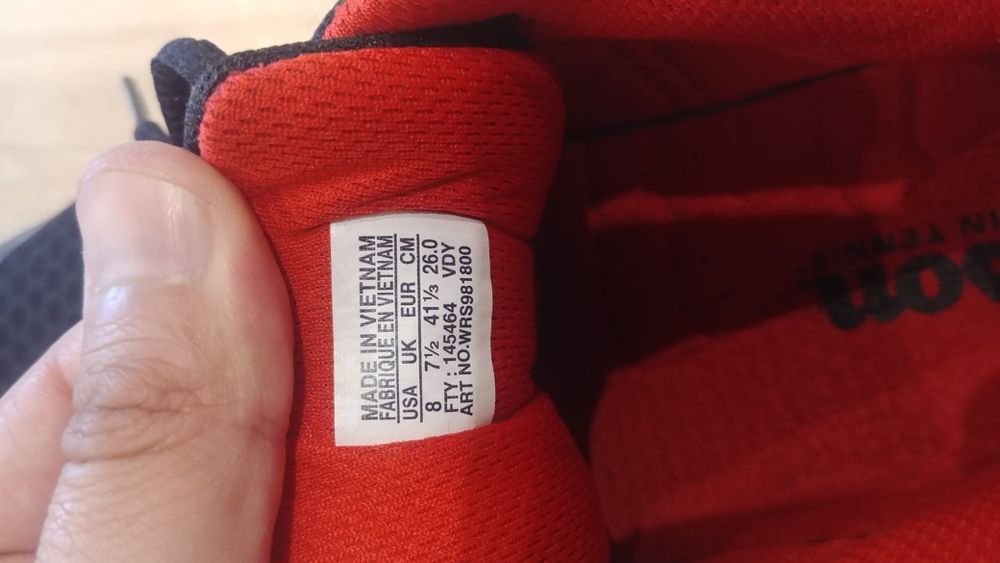 MADE IN VIETNAM
FABRIQUE EN VIETNAM
USA UK EUR CM
8 7½ 41⅓ 26.0
FTY : 145464 VDY
ART NO.WRS981800